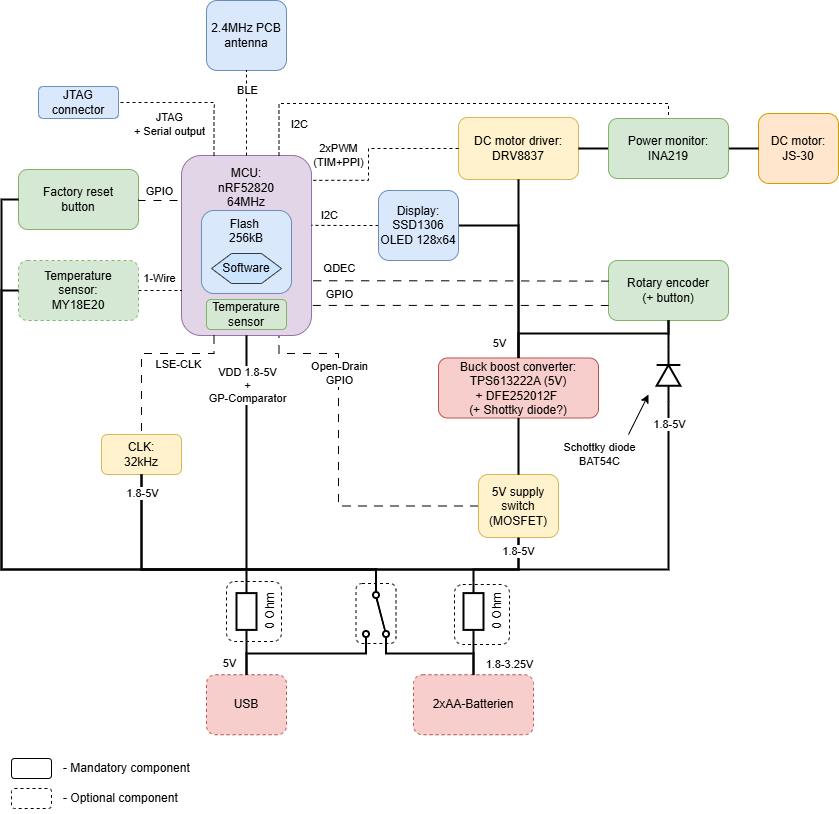 2.4MHz PCB
antenna
BLE
JTAG
connector
JTAG
+ Serial output
I2C
2xPWM
(TIM+PPI)
DC motor driver:
DRV8837
Power monitor:
INA219
DC motor:
JS-30
MCU:
nRF52820
64MHz
Flash
256kB
Software
Temperature
sensor
Factory reset
button
GPIO
Temperature
sensor:
MY18E20
1-Wire
I2C
Display:
SSD1306
OLED 128x64
QDEC
GPIO
Rotary encoder
(+ button)
5V
Buck boost converter:
TPS613222A (5V)
+ DFE252012F
(+ Shottky diode?)
LSE-CLK
VDD 1.8-5V
+
GP-Comparator
Open-Drain
GPIO
1.8-5V
Schottky diode
BAT54C
CLK:
32kHz
1.8-5V
5V supply
switch
(MOSFET)
1.8-5V
0 Ohm
0 Ohm
5V
1.8-3.25V
USB
2xAA-Batterien
- Mandatory component
- Optional component